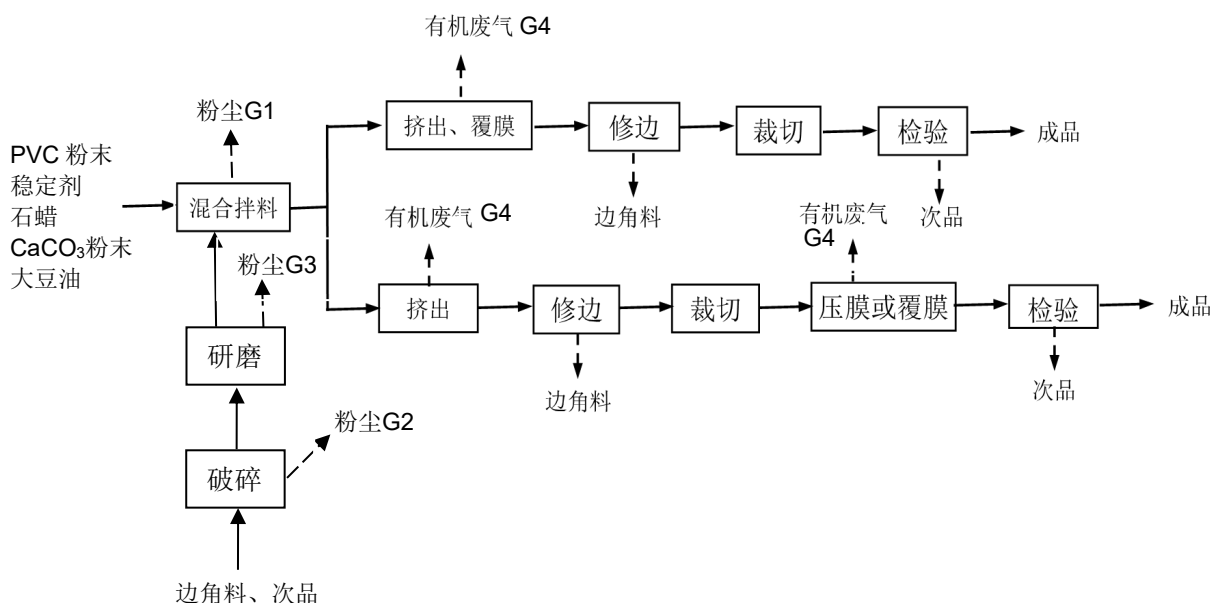 有机废气 G4
粉尘G1
挤出、覆膜
修边
裁切
检验
成品
PVC 粉末
稳定剂
石蜡
CaCO₃粉末
大豆油
混合拌料
边角料
次品
有机废气 G4
有机废气
G4
粉尘G3
挤出
修边
裁切
压膜或覆膜
检验
成品
研磨
边角料
次品
粉尘G2
破碎
边角料、次品